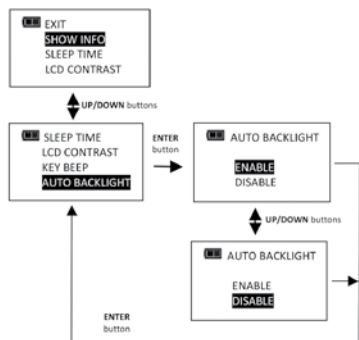 EXIT
SHOW INFO
SLEEP TIME
LCD CONTRAST
UP/DOWN buttons
SLEEP TIME
LCD CONTRAST
KEY BEEP
AUTO BACKLIGHT
ENTER
button
AUTO BACKLIGHT
ENABLE
DISABLE
UP/DOWN buttons
AUTO BACKLIGHT
ENABLE
DISABLE
ENTER
button